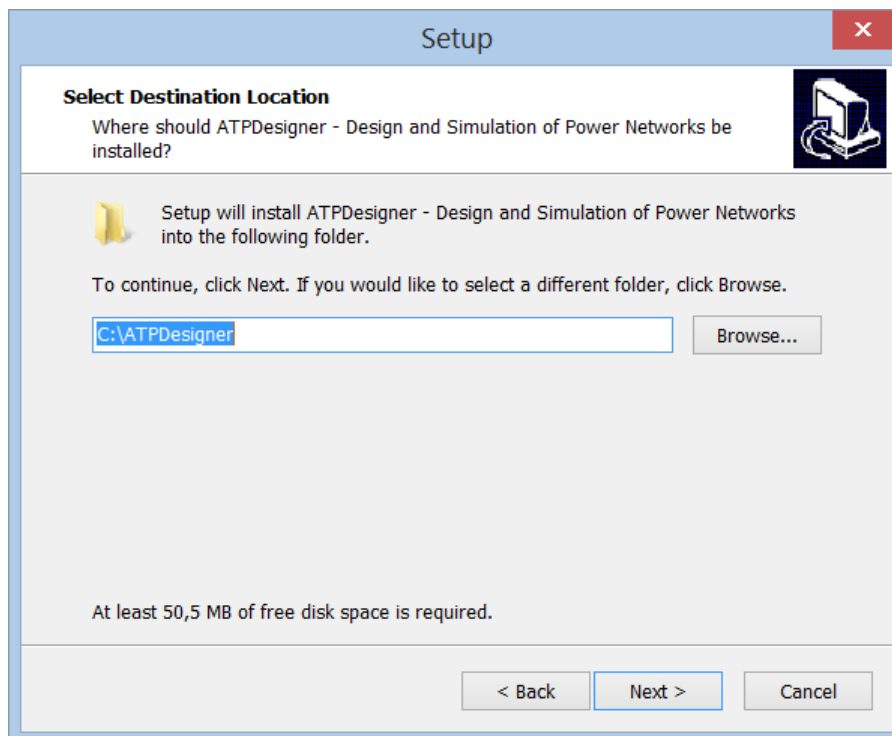 Setup
Select Destination Location
Where should ATPDesigner - Design and Simulation of Power Networks be
installed?
Setup will install ATPDesigner - Design and Simulation of Power Networks
into the following folder.
To continue, click Next. If you would like to select a different folder, click Browse.
C:\ATPDesigner
Browse...
At least 50,5 MB of free disk space is required.
< Back
Next >
Cancel